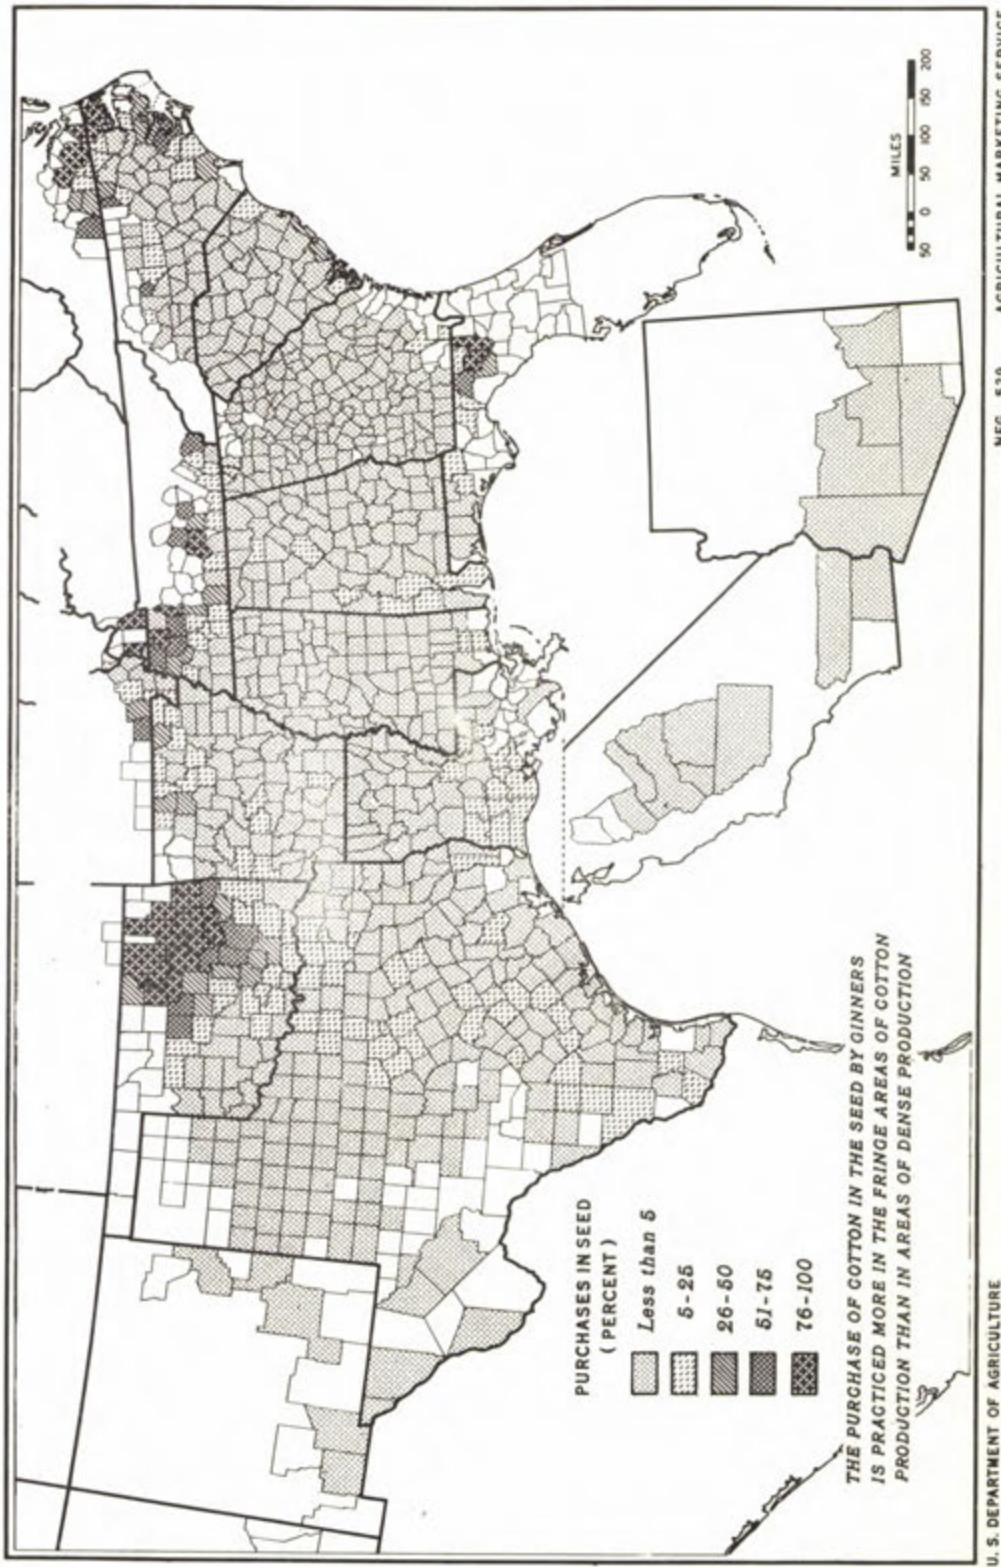 PURCHASES IN SEED
( PERCENT )
Less than 5
5-25
26-50
51-75
76-100
THE PURCHASE OF COTTON IN THE SEED BY GINNERS
IS PRACTICED MORE IN THE FRINGE AREAS OF COTTON
PRODUCTION THAN IN AREAS OF DENSE PRODUCTION
MILES
50 0 50 100 150 200
U. S. DEPARTMENT OF AGRICULTURE
AGRICULTURAL MARKETING SERVICE